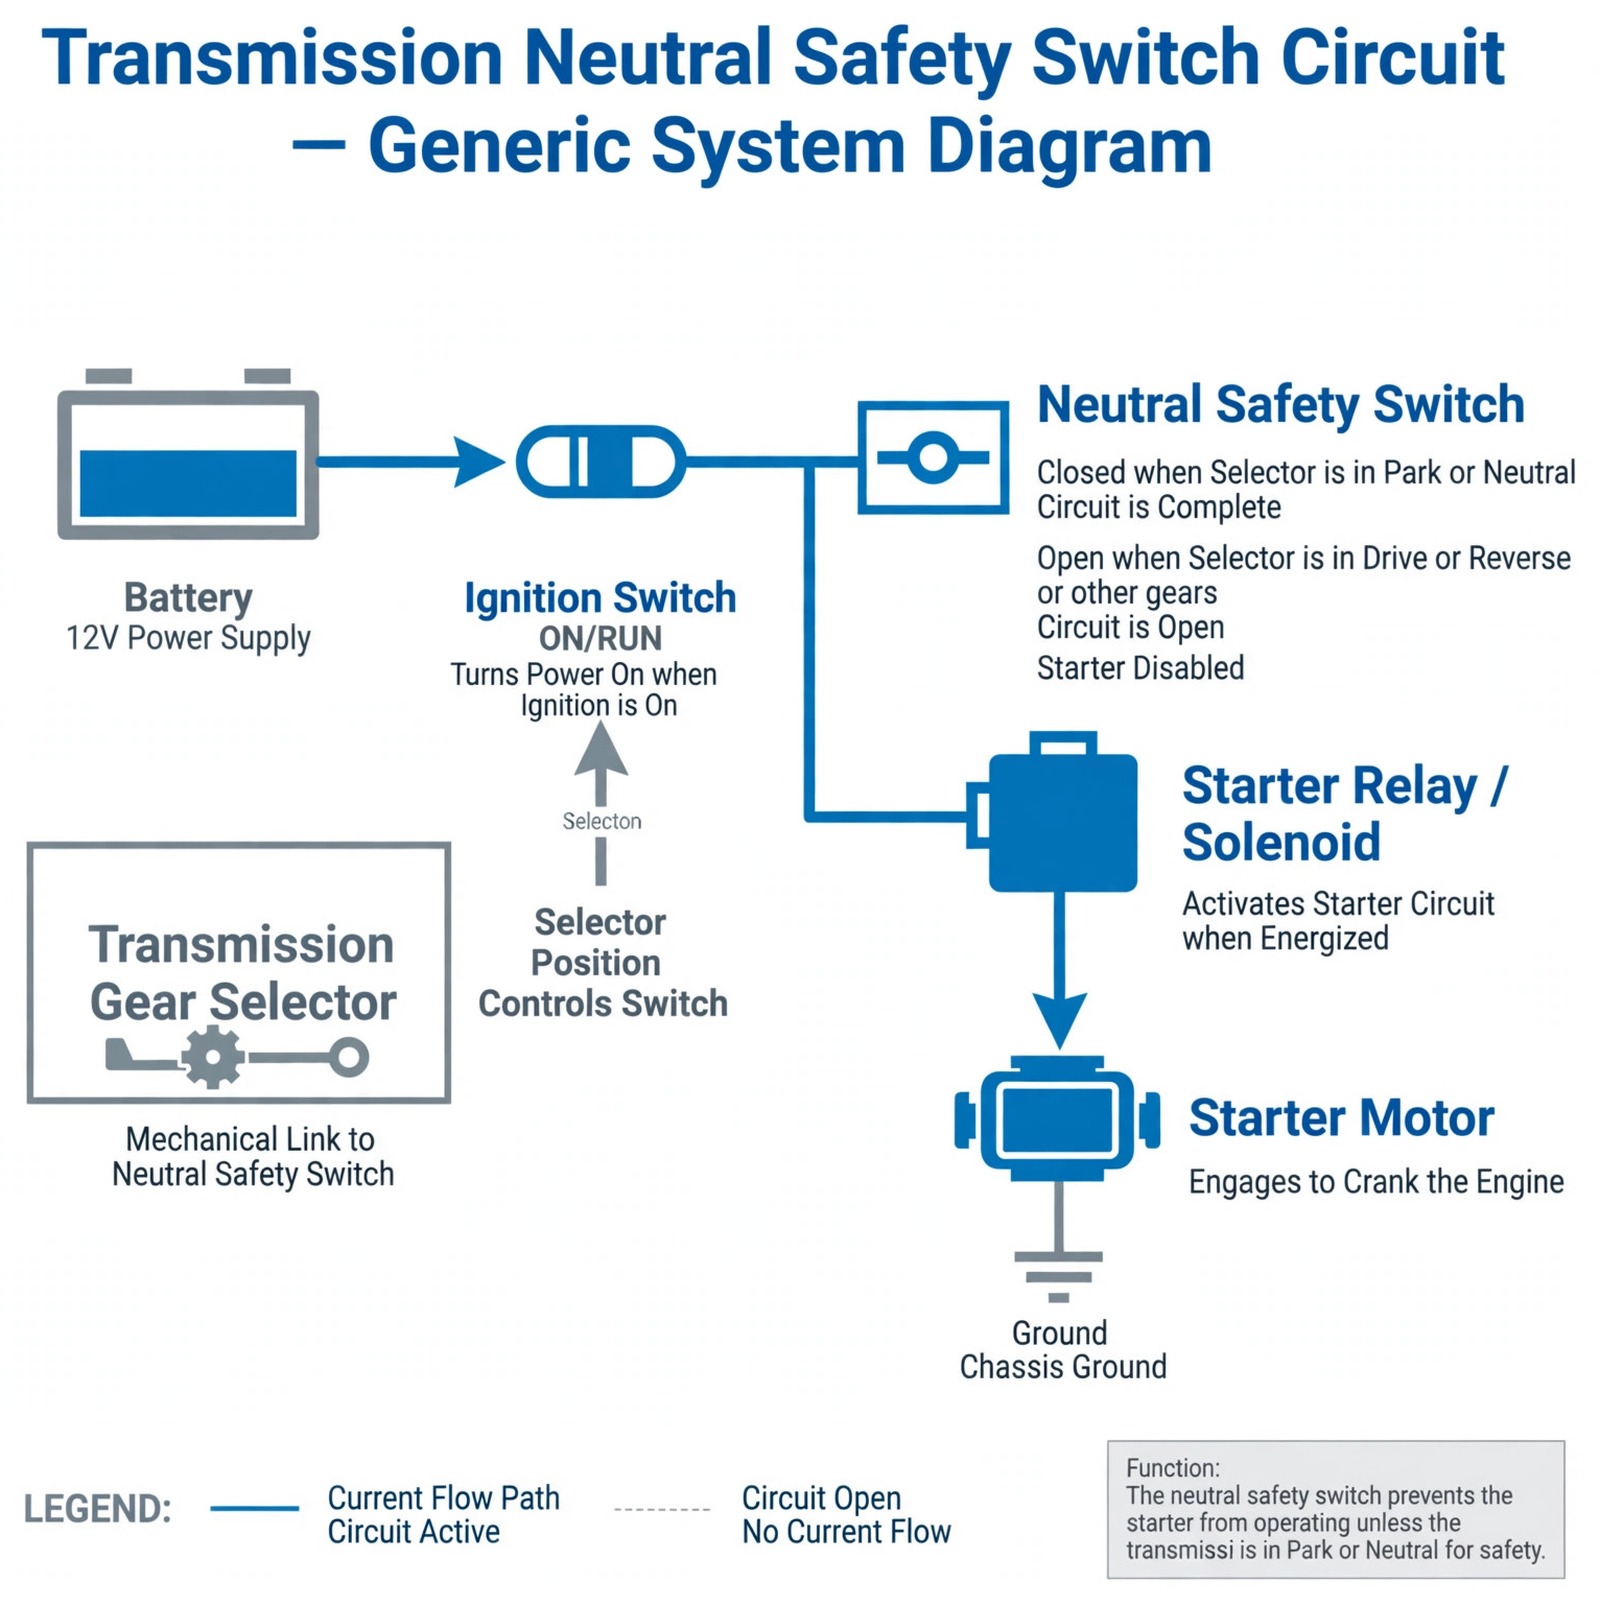 Transmission Neutral Safety Switch Circuit
– Generic System Diagram
Battery
12V Power Supply
Ignition Switch
ON/RUN
Turns Power On when
Ignition is On
Selecton
Selector
Position
Controls Switch
Neutral Safety Switch
Closed when Selector is in Park or Neutral
Circuit is Complete
Open when Selector is in Drive or Reverse
or other gears
Circuit is Open
Starter Disabled
Starter Relay /
Solenoid
Activates Starter Circuit
when Energized
Transmission
Gear Selector
Mechanical Link to
Neutral Safety Switch
Starter Motor
Engages to Crank the Engine
Ground
Chassis Ground
LEGEND:
Current Flow Path
Circuit Active
Circuit Open
No Current Flow
Function:
The neutral safety switch prevents the
starter from operating unless the
transmissi is in Park or Neutral for safety.